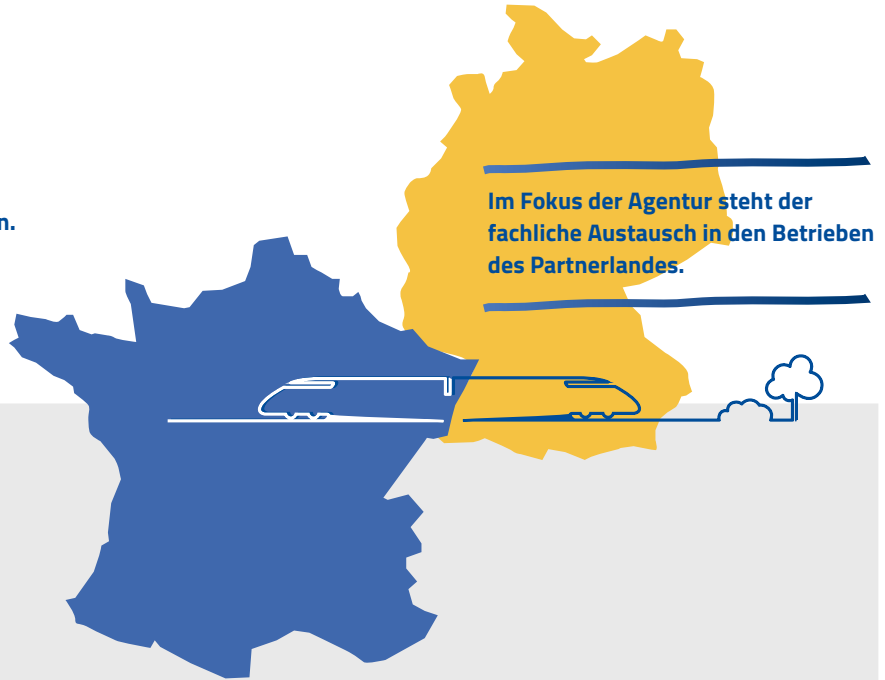 n.
Im Fokus der Agentur steht der
fachliche Austausch in den Betrieben
des Partnerlandes.